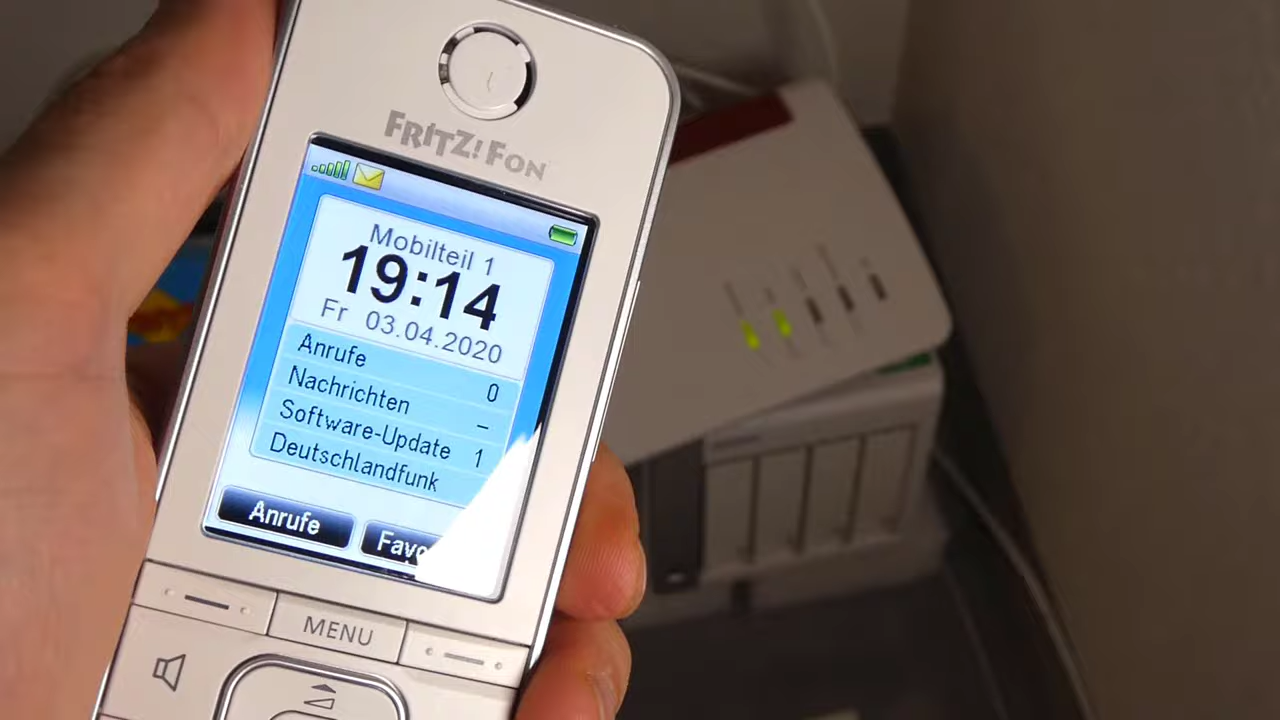 FRITZ! FON
Mobilteil 1
19:14
Fr 03.04.2020
Anrufe 0
Nachrichten –
Software-Update 1
Deutschlandfunk
Anrufe
MENU